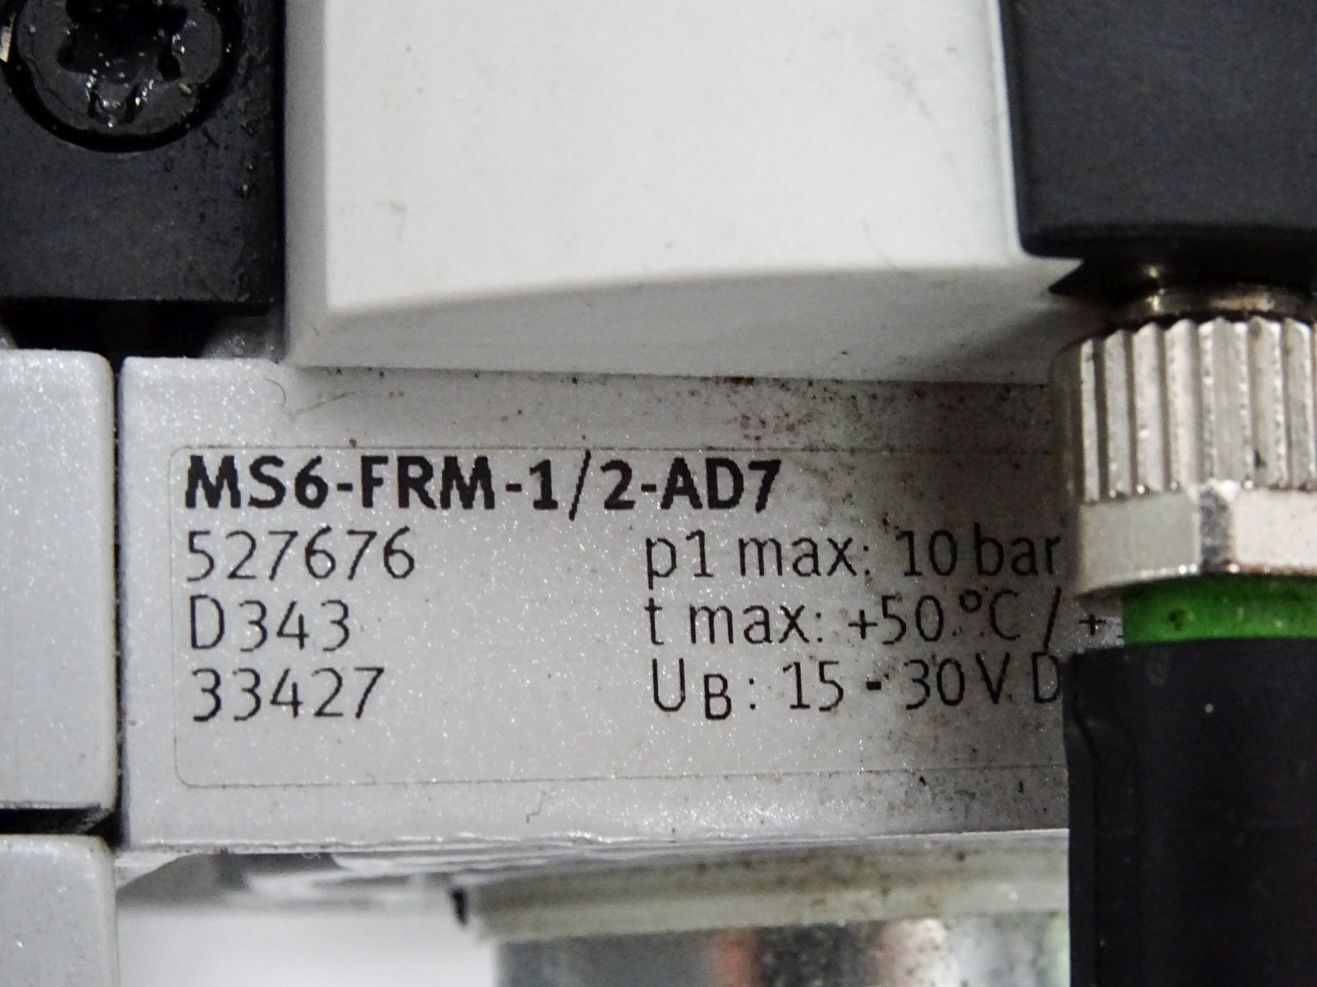 MS6-FRM-1/2-AD7
527676 p1 max: 10 bar
D343 t max: +50 °C / +
33427 UB: 15 - 30 V D